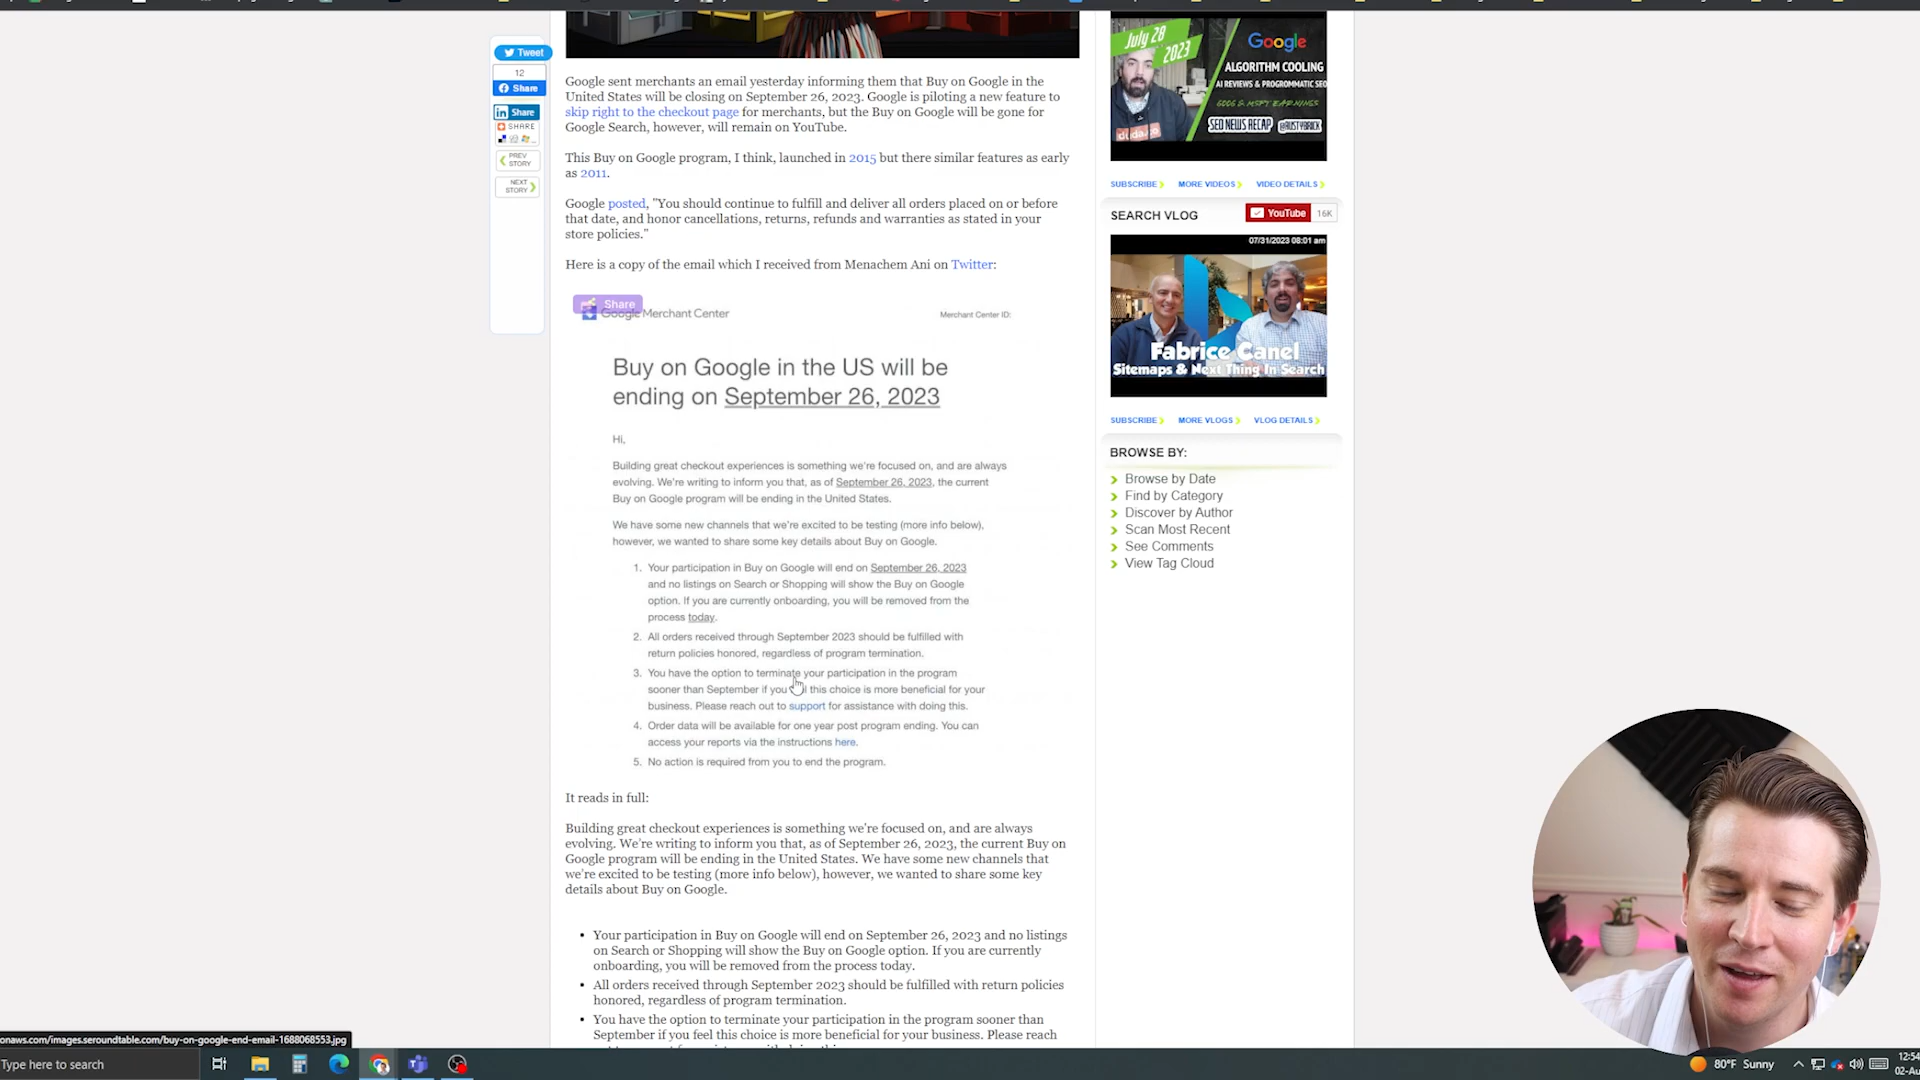 Tweet
12
Share
Share
SHARE
PREV
STORY
NEXT
STORY
Google sent merchants an email yesterday informing them that Buy on Google in the
United States will be closing on September 26, 2023. Google is piloting a new feature to
skip right to the checkout page for merchants, but the Buy on Google will be gone for
Google Search, however, will remain on YouTube.
This Buy on Google program, I think, launched in 2015 but there similar features as early
as 2011.
Google posted, "You should continue to fulfill and deliver all orders placed on or before
that date, and honor cancellations, returns, refunds and warranties as stated in your
store policies."
Here is a copy of the email which I received from Menachem Ani on Twitter:
Share
Google Merchant Center
Merchant Center ID:
Buy on Google in the US will be
ending on September 26, 2023
Hi,
Building great checkout experiences is something we're focused on, and are always
evolving. We're writing to inform you that, as of September 26, 2023, the current
Buy on Google program will be ending in the United States.
We have some new channels that we're excited to be testing (more info below),
however, we wanted to share some key details about Buy on Google.
1. Your participation in Buy on Google will end on September 26, 2023
and no listings on Search or Shopping will show the Buy on Google
option. If you are currently onboarding, you will be removed from the
process today.
2. All orders received through September 2023 should be fulfilled with
return policies honored, regardless of program termination.
3. You have the option to terminate your participation in the program
sooner than September if you this choice is more beneficial for your
business. Please reach out to support for assistance with doing this.
4. Order data will be available for one year post program ending. You can
access your reports via the instructions here.
5. No action is required from you to end the program.
It reads in full:
Building great checkout experiences is something we're focused on, and are always
evolving. We're writing to inform you that, as of September 26, 2023, the current Buy on
Google program will be ending in the United States. We have some new channels that
we're excited to be testing (more info below), however, we wanted to share some key
details about Buy on Google.
• Your participation in Buy on Google will end on September 26, 2023 and no listings
on Search or Shopping will show the Buy on Google option. If you are currently
onboarding, you will be removed from the process today.
• All orders received through September 2023 should be fulfilled with return policies
honored, regardless of program termination.
• You have the option to terminate your participation in the program sooner than
September if you feel this choice is more beneficial for your business. Please reach
July 28
2023
Google
ALGORITHM COOLING
AI REVIEWS & PROGRAMMATIC SEO
GOOG & MSFT EARNINGS
SEO NEWS RECAP
@RUSTYBRICK
duda.co
SUBSCRIBE
MORE VIDEOS
VIDEO DETAILS
SEARCH VLOG
YouTube
16K
07/31/2023 08:01 am
Fabrice Canel
Sitemaps & Next Thing In Search
SUBSCRIBE
MORE VLOGS
VLOG DETAILS
BROWSE BY:
Browse by Date
Find by Category
Discover by Author
Scan Most Recent
See Comments
View Tag Cloud
onaws.com/images.seroundtable.com/buy-on-google-end-email-1688068553.jpg
Type here to search
80°F Sunny
12:54
02-Au